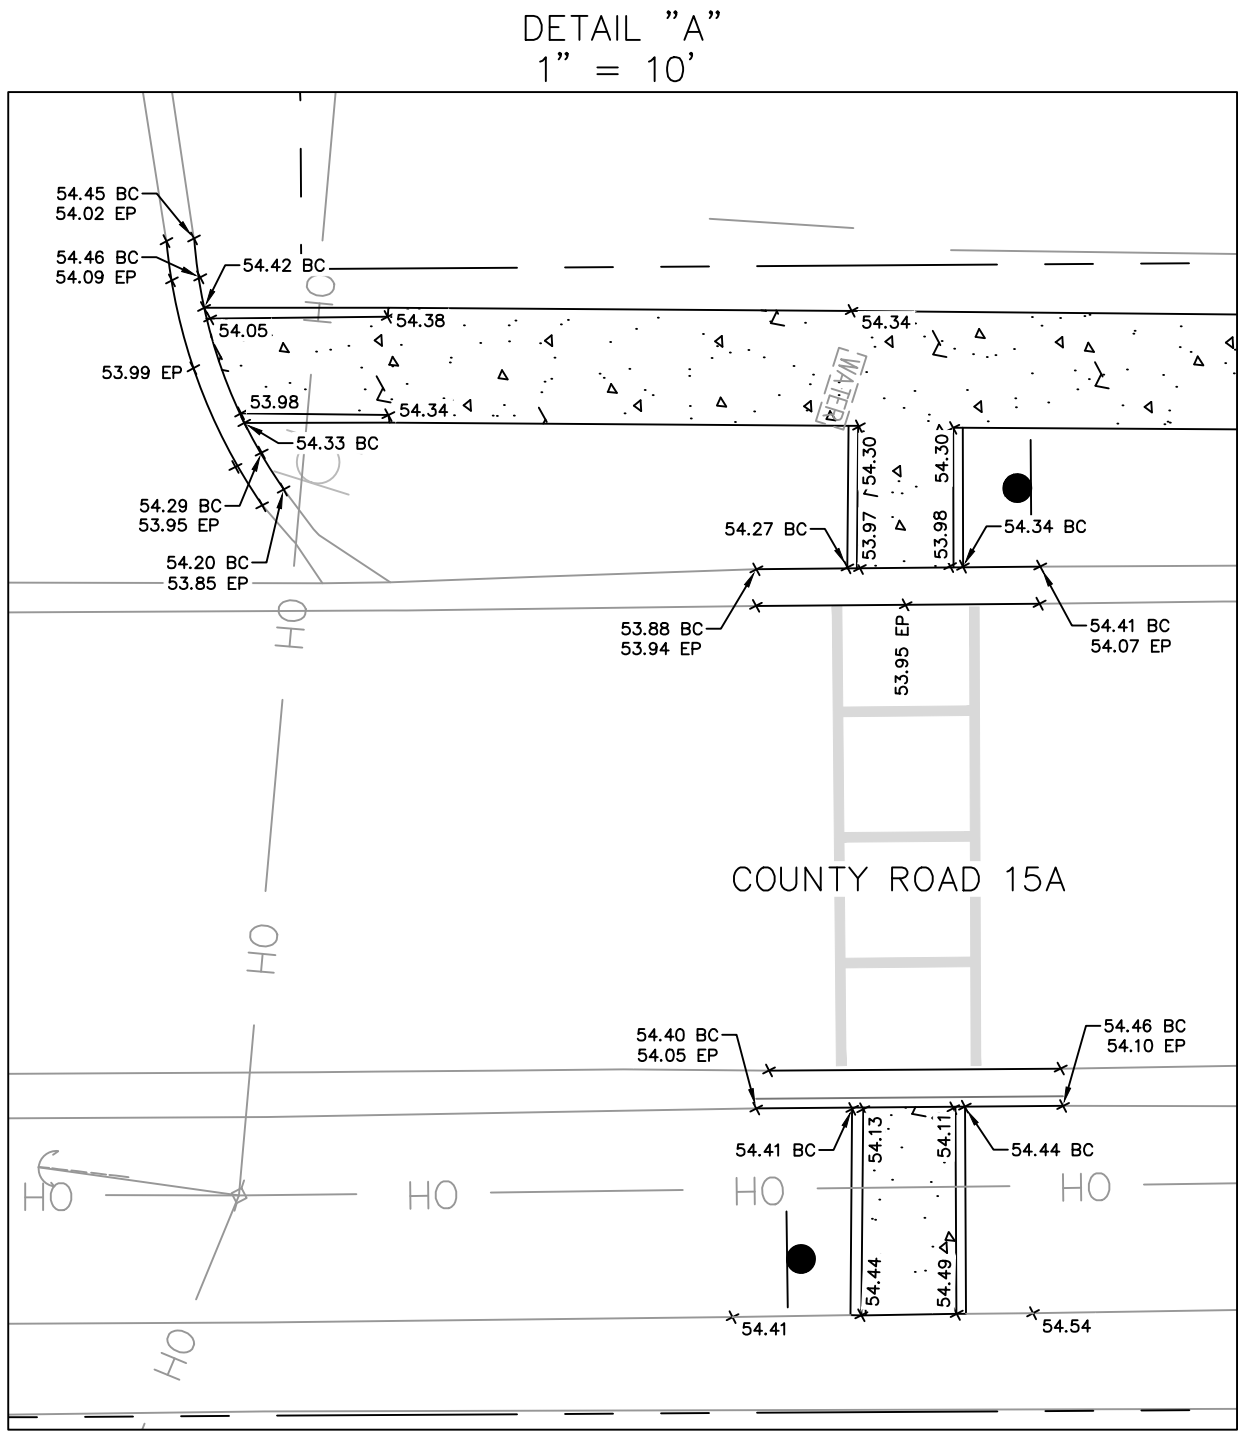 DETAIL "A"
1" = 10'
54.45 BC
54.02 EP
54.46 BC
54.09 EP
54.42 BC
HO
54.05
54.38
54.34
53.99 EP
WATER
53.98
54.34
54.33 BC
54.30
54.30
54.29 BC
53.95 EP
54.27 BC
53.97
53.98
54.34 BC
54.20 BC
53.85 EP
HO
53.88 BC
53.94 EP
53.95 EP
54.41 BC
54.07 EP
COUNTY ROAD 15A
HO
54.40 BC
54.05 EP
54.46 BC
54.10 EP
54.41 BC
54.13
54.11
54.44 BC
HO
HO
HO
HO
54.44
54.49
54.41
54.54
HO